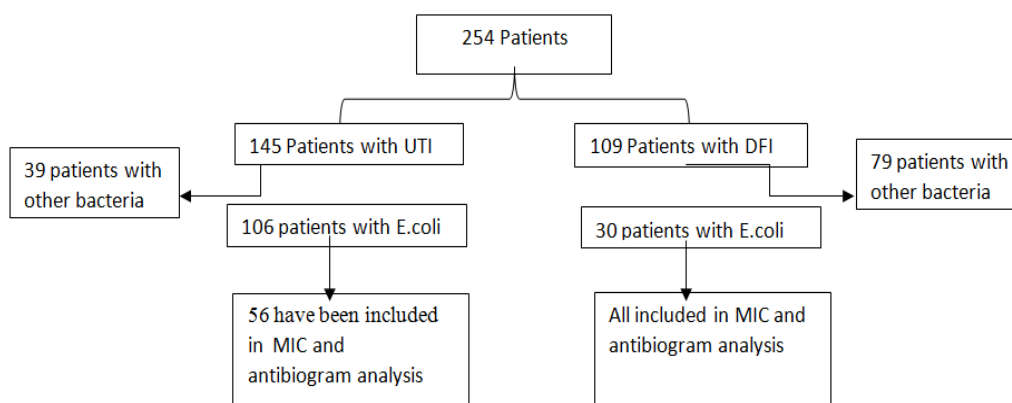 254 Patients
145 Patients with UTI
109 Patients with DFI
39 patients with
other bacteria
79 patients with
other bacteria
106 patients with E.coli
30 patients with E.coli
56 have been included
in MIC and
antibiogram analysis
All included in MIC and
antibiogram analysis